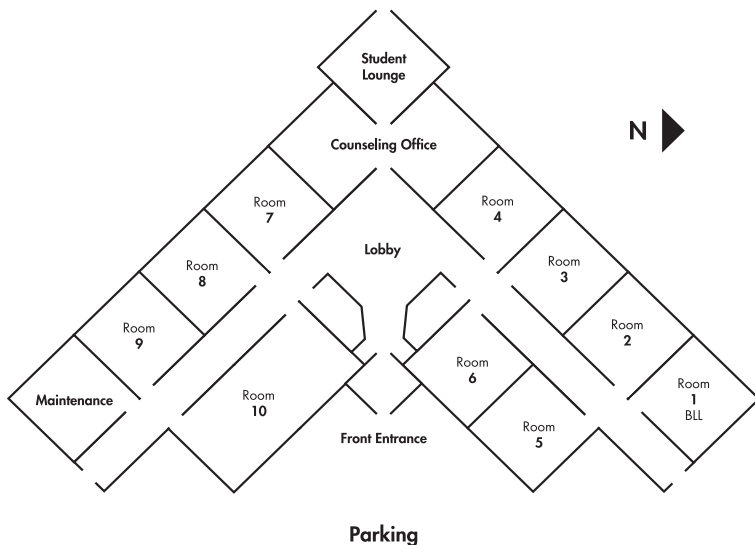 Student
Lounge
N
Counseling Office
Room
7
Room
4
Lobby
Room
8
Room
3
Room
9
Room
2
Room
6
Maintenance
Room
10
Room
1
BLL
Front Entrance
Room
5
Parking